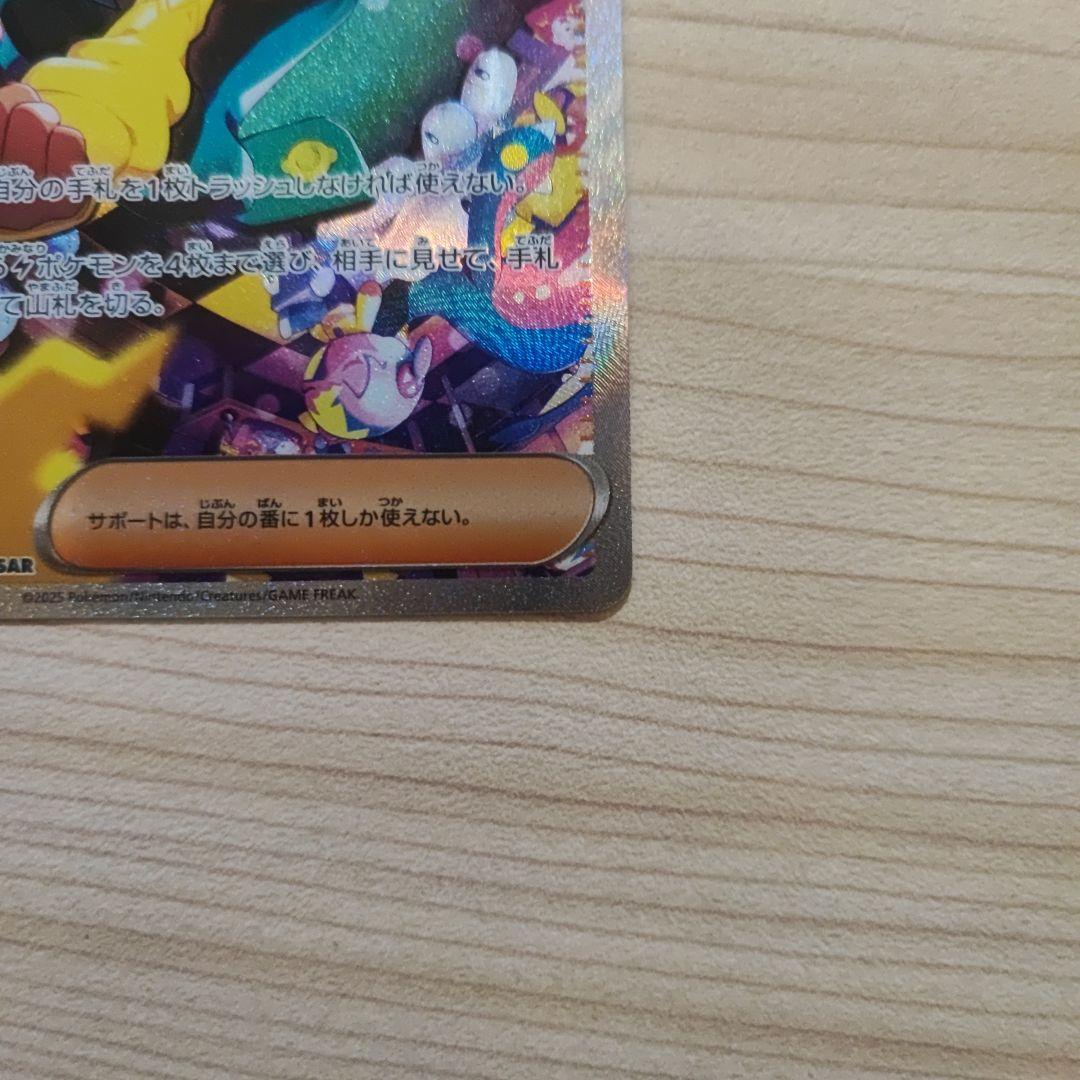 自分の手札を1枚トラッシュしなければ使えない。
ポケモンを4枚まで選び、相手に見せて、手札
て山札を切る。
サポートは、自分の番に1枚しか使えない。
SAR
©2025 Pokémon/Nintendo/Creatures/GAME FREAK